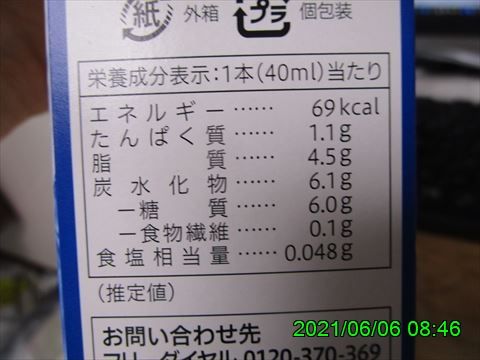 紙 外箱 プラ 個包装
栄養成分表示:1本(40ml)当たり
エネルギー…… 69kcal
たんぱく質…… 1.1g
脂質…… 4.5g
炭水化物…… 6.1g
－糖質…… 6.0g
－食物繊維…… 0.1g
食塩相当量…… 0.048g
(推定値)
お問い合わせ先
フリーダイヤル 0120-370-369
2021/06/06 08:46